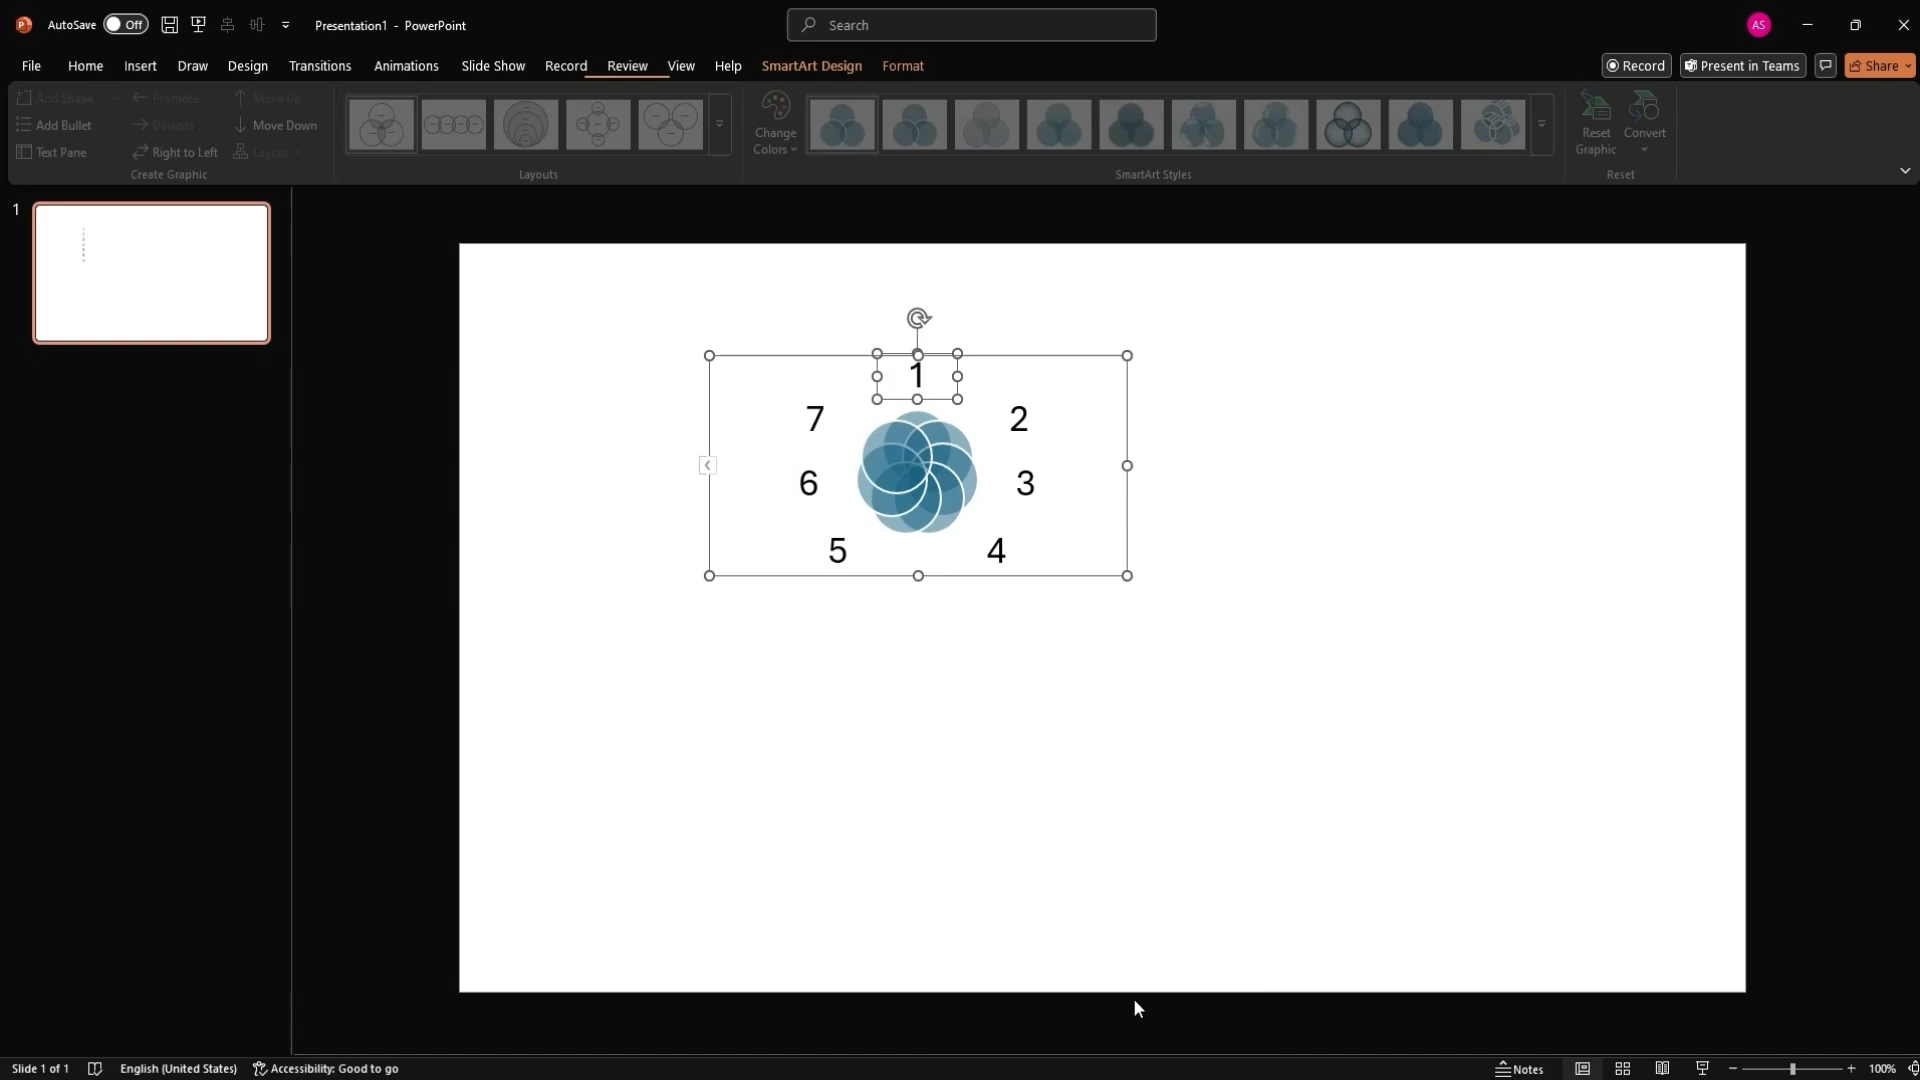 AutoSave Off Presentation1 - PowerPoint Search AS
File Home Insert Draw Design Transitions Animations Slide Show Record Review View Help SmartArt Design Format Record Present in Teams Share
Add Shape Promote Move Up
Add Bullet Demote Move Down
Text Pane Right to Left Layout
Create Graphic
Layouts
Change
Colors
SmartArt Styles
Reset
Graphic
Convert
Reset
1
1
7 2
6 3
5 4
Slide 1 of 1 English (United States) Accessibility: Good to go Notes 100%